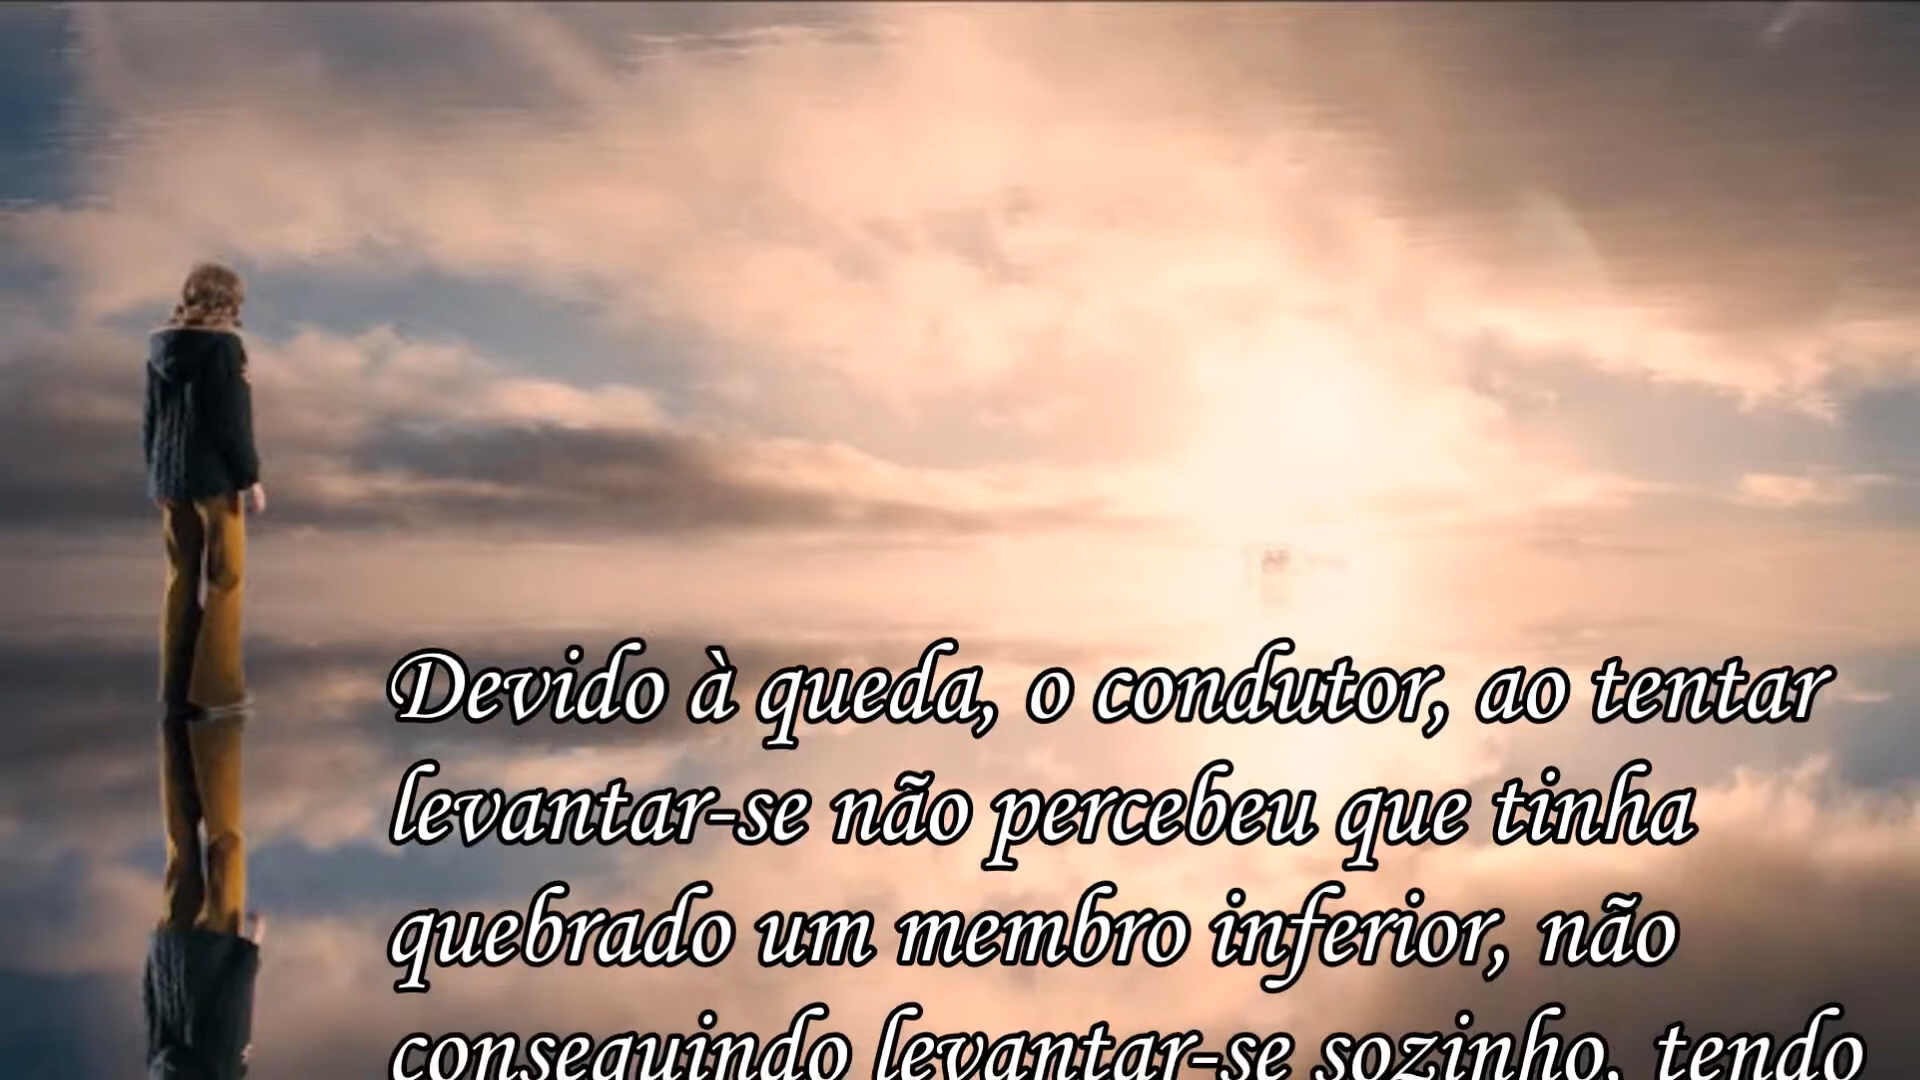 Devido à queda, o condutor, ao tentar
levantar-se não percebeu que tinha
quebrado um membro inferior, não
conseguindo levantar-se sozinho, tendo